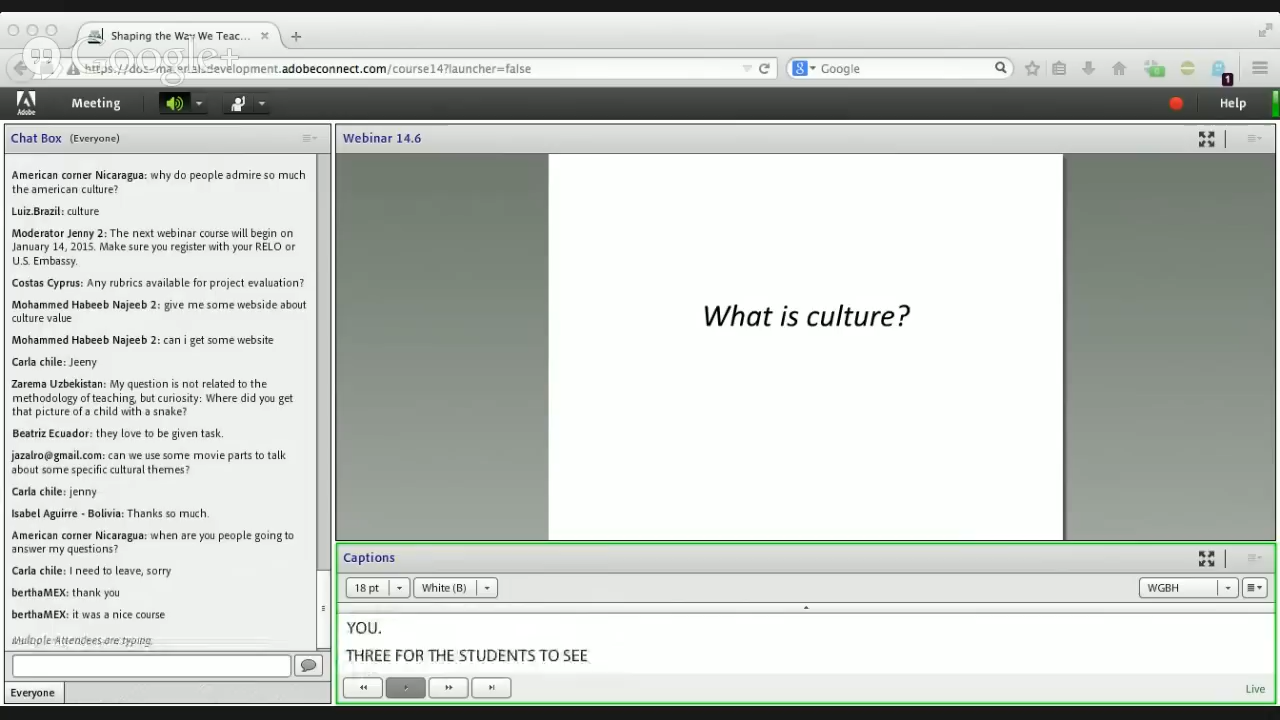 Shaping the Way We Teac...
Google+
adobeconnect.com/course14?launcher=false
Google
1
Adobe
Meeting
Help
Chat Box (Everyone)
American corner Nicaragua: why do people admire so much
the american culture?
Luiz.Brazil: culture
Moderator Jenny 2: The next webinar course will begin on
January 14, 2015. Make sure you register with your RELO or
U.S. Embassy.
Costas Cyprus: Any rubrics available for project evaluation?
Mohammed Habeeb Najeeb 2: give me some webside about
culture value
Mohammed Habeeb Najeeb 2: can i get some website
Carla chile: Jeeny
Zarema Uzbekistan: My question is not related to the
methodology of teaching, but curiosity: Where did you get
that picture of a child with a snake?
Beatriz Ecuador: they love to be given task.
jazalro@gmail.com: can we use some movie parts to talk
about some specific cultural themes?
Carla chile: jenny
Isabel Aguirre - Bolivia: Thanks so much.
American corner Nicaragua: when are you people going to
answer my questions?
Carla chile: I need to leave, sorry
berthaMEX: thank you
berthaMEX: it was a nice course
Multiple Attendees are typing.
Everyone
Webinar 14.6
What is culture?
Captions
18 pt
White (B)
WGBH
YOU.
THREE FOR THE STUDENTS TO SEE
Live